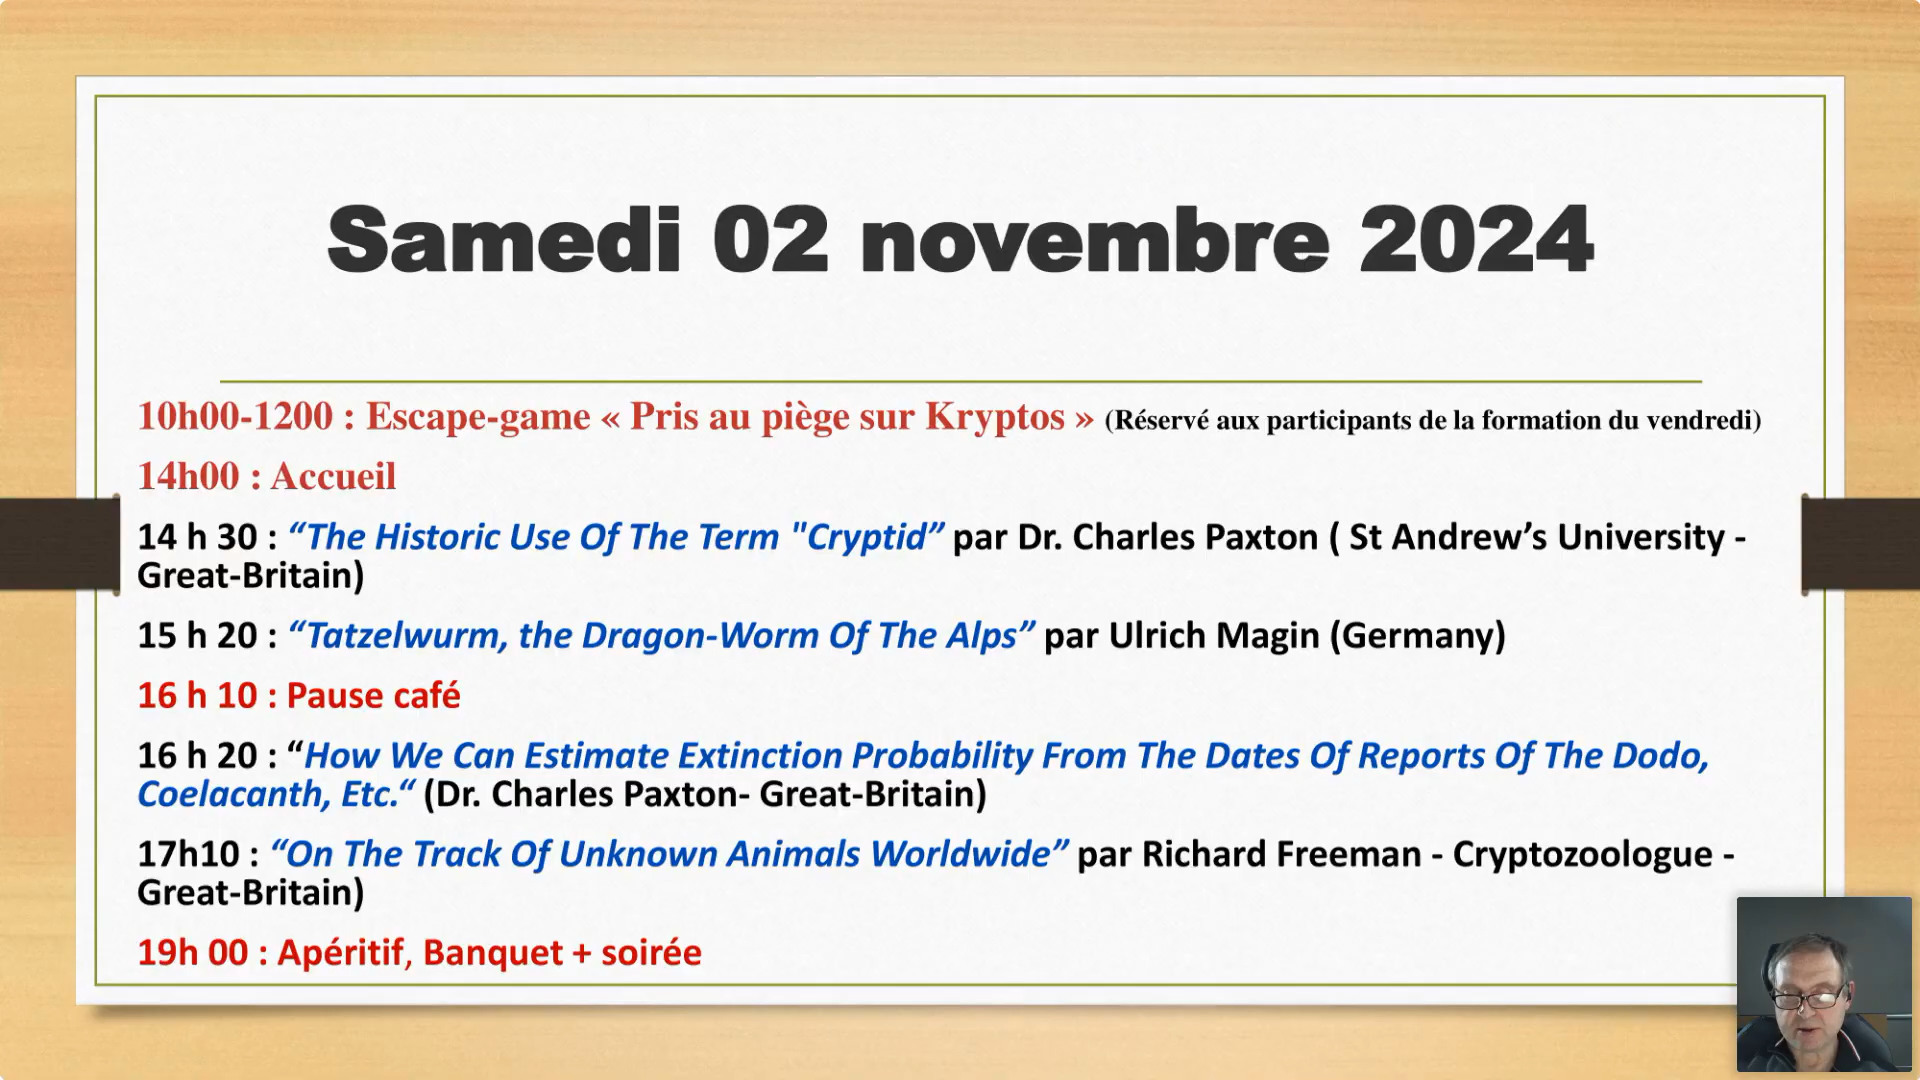 Samedi 02 novembre 2024
10h00-1200 : Escape-game « Pris au piège sur Kryptos » (Réservé aux participants de la formation du vendredi)
14h00 : Accueil
14 h 30 : “The Historic Use Of The Term "Cryptid” par Dr. Charles Paxton ( St Andrew’s University -
Great-Britain)
15 h 20 : “Tatzelwurm, the Dragon-Worm Of The Alps” par Ulrich Magin (Germany)
16 h 10 : Pause café
16 h 20 : “How We Can Estimate Extinction Probability From The Dates Of Reports Of The Dodo,
Coelacanth, Etc.“ (Dr. Charles Paxton- Great-Britain)
17h10 : “On The Track Of Unknown Animals Worldwide” par Richard Freeman - Cryptozoologue -
Great-Britain)
19h 00 : Apéritif, Banquet + soirée